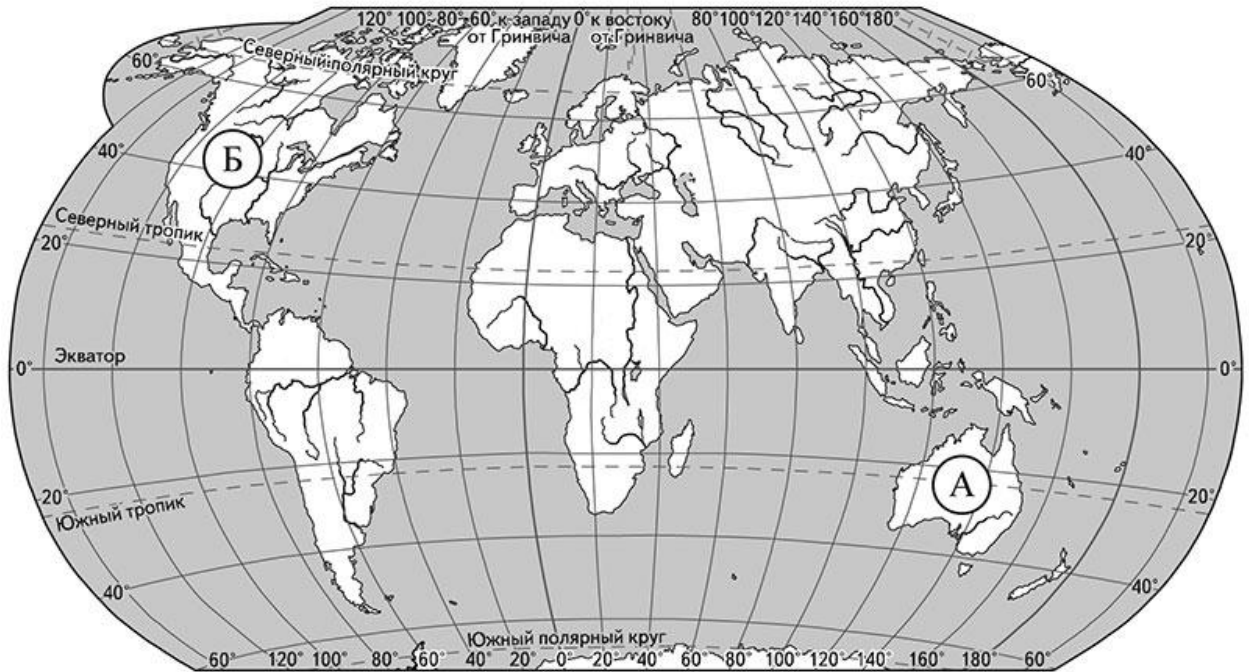 120° 100° 80° 60° к западу 0° к востоку 80° 100° 120° 140° 160° 180°
от Гринвича от Гринвича
60°
Северный полярный круг
60°
40°
Б
40°
Северный тропик
20°
20°
Экватор
0°
0°
А
20°
20°
Южный тропик
40°
40°
Южный полярный круг
60° 120° 100° 80° 60° 40° 20° 0° 20° 40° 60° 80° 100° 120° 140° 60°